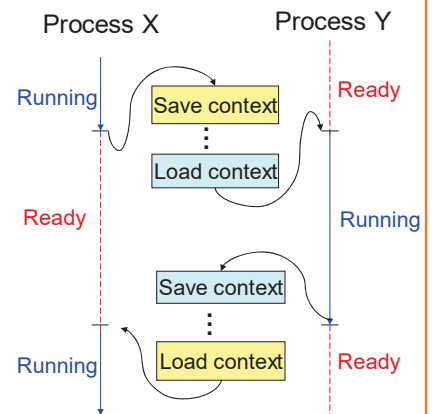 Process X
Process Y
Running
Save context
Ready
Load context
Ready
Running
Save context
Running
Load context
Ready